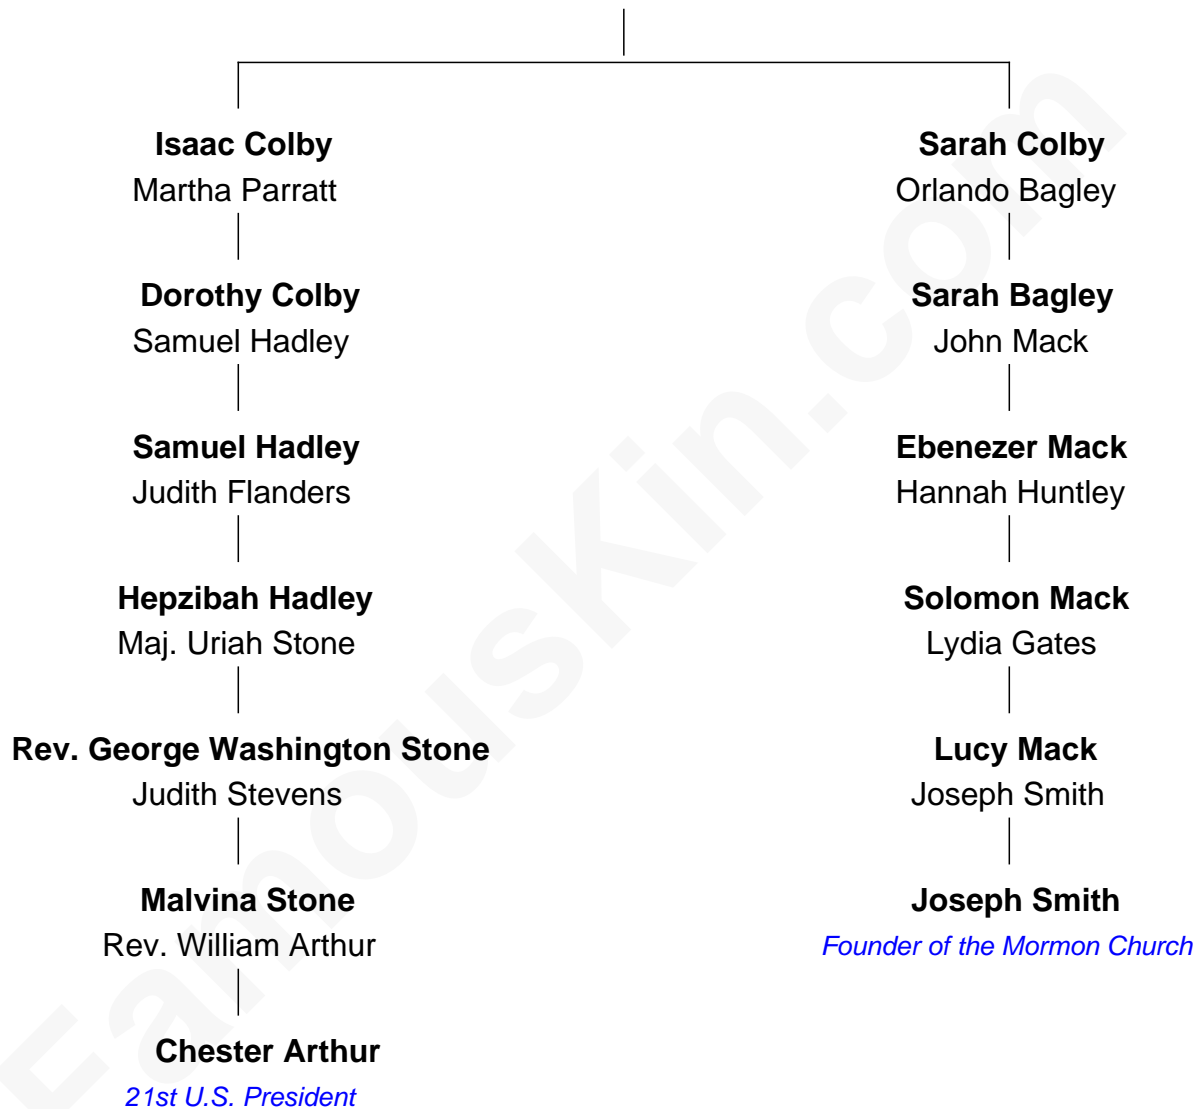 Isaac Colby
Martha Parratt
Dorothy Colby
Samuel Hadley
Samuel Hadley
Judith Flanders
Hepzibah Hadley
Maj. Uriah Stone
Rev. George Washington Stone
Judith Stevens
Malvina Stone
Rev. William Arthur
Chester Arthur
21st U.S. President
Sarah Colby
Orlando Bagley
Sarah Bagley
John Mack
Ebenezer Mack
Hannah Huntley
Solomon Mack
Lydia Gates
Lucy Mack
Joseph Smith
Joseph Smith
Founder of the Mormon Church
FamousKin.com